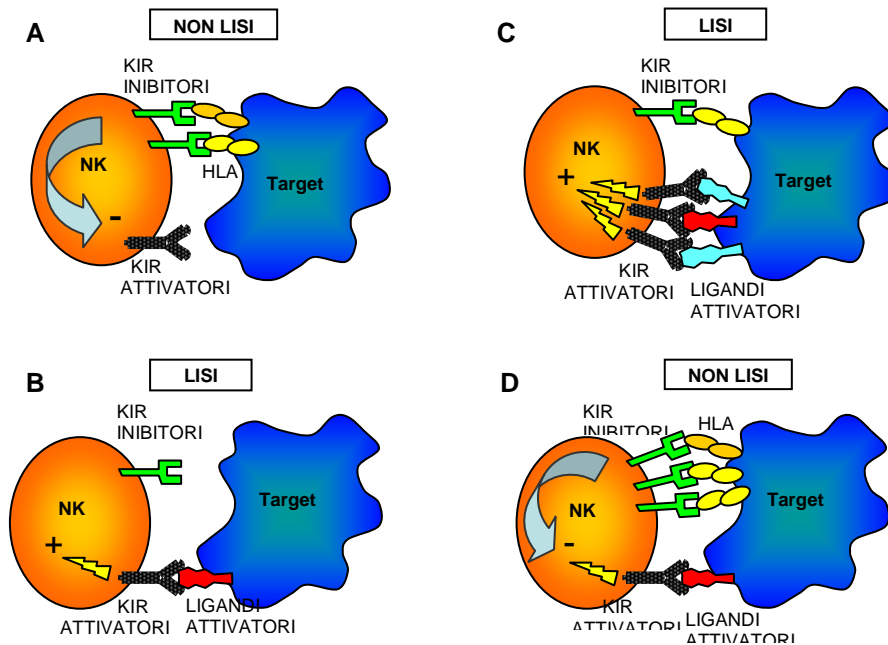 A
NON LISI
KIR
INIBITORI
NK
HLA
Target
-
KIR
ATTIVATORI
B
LISI
KIR
INIBITORI
NK
Target
+
KIR
ATTIVATORI
LIGANDI
ATTIVATORI
C
LISI
KIR
INIBITORI
NK
+
Target
KIR
ATTIVATORI
LIGANDI
ATTIVATORI
D
NON LISI
KIR
INIBITORI
HLA
NK
Target
-
KIR
ATTIVATORI
LIGANDI
ATTIVATORI